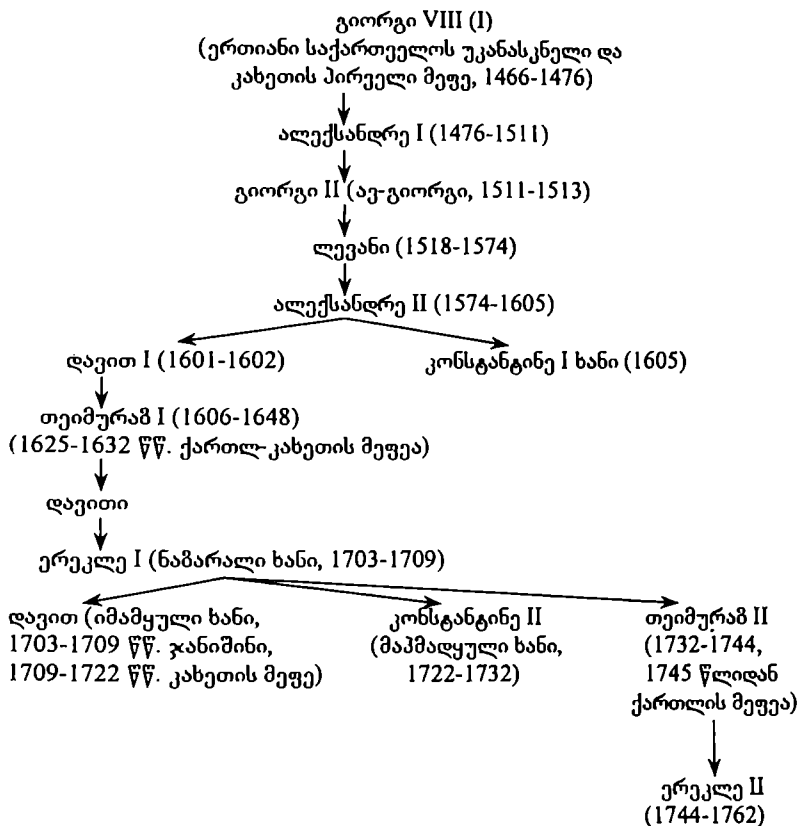 გიორგი VIII (I)
(ერთიანი საქართველოს უკანასკნელი და
კახეთის პირველი მეფე, 1466-1476)
ალექსანდრე I (1476-1511)
გიორგი II (ავ-გიორგი, 1511-1513)
ლევანი (1518-1574)
ალექსანდრე II (1574-1605)
დავით I (1601-1602)
კონსტანტინე I ხანი (1605)
თეიმურაზ I (1606-1648)
(1625-1632 წწ. ქართლ-კახეთის მეფეა)
დავითი
ერეკლე I (ნაზარალი ხანი, 1703-1709)
დავით (იმამყული ხანი,
1703-1709 წწ. ჯანიშინი,
1709-1722 წწ. კახეთის მეფე)
კონსტანტინე II
(მაჰმადყული ხანი,
1722-1732)
თეიმურაზ II
(1732-1744,
1745 წლიდან
ქართლის მეფეა)
ერეკლე II
(1744-1762)